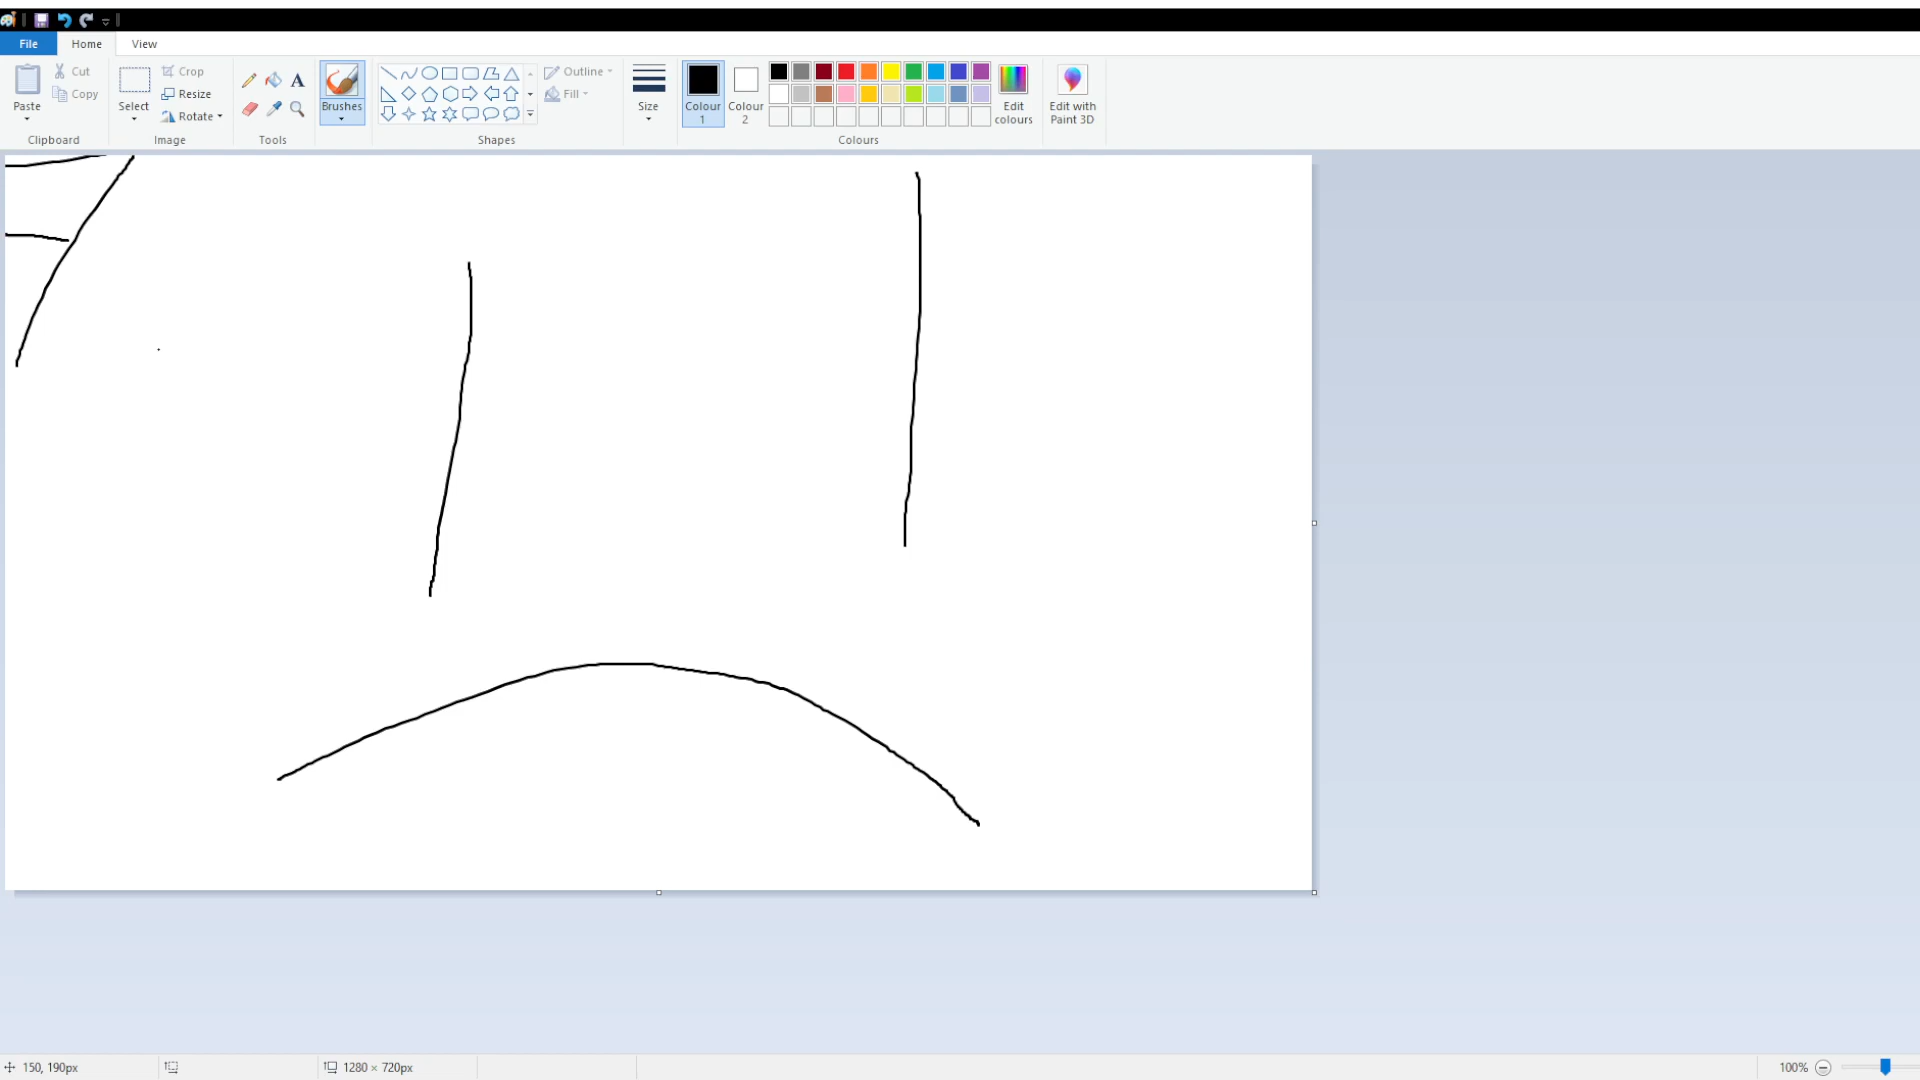 File Home View
Paste
Cut
Copy
Clipboard
Select
Crop
Resize
Rotate
Image
A
Tools
Brushes
Outline
Fill
Shapes
Size
Colour
1
Colour
2
Edit
colours
Colours
Edit with
Paint 3D
150, 190px
1280 × 720px
100%